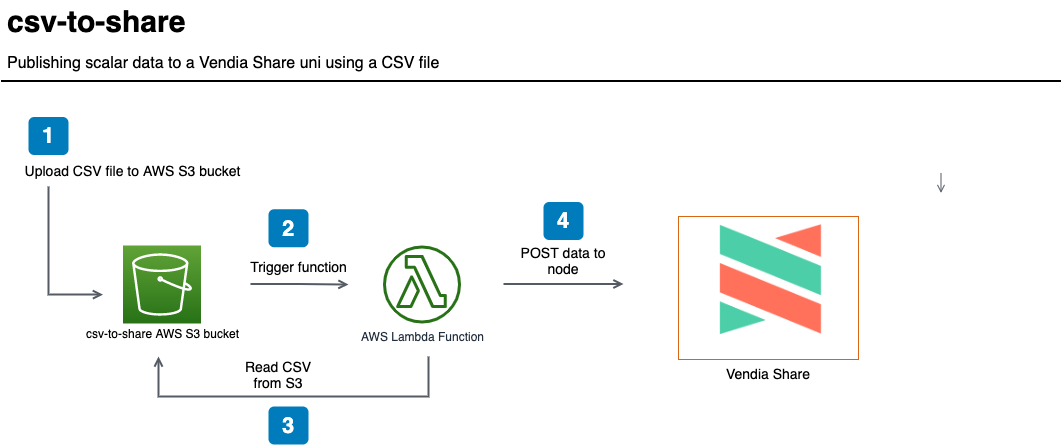 csv-to-share
Publishing scalar data to a Vendia Share uni using a CSV file
1
Upload CSV file to AWS S3 bucket
2
Trigger function
4
POST data to
node
csv-to-share AWS S3 bucket
AWS Lambda Function
Read CSV
from S3
3
Vendia Share